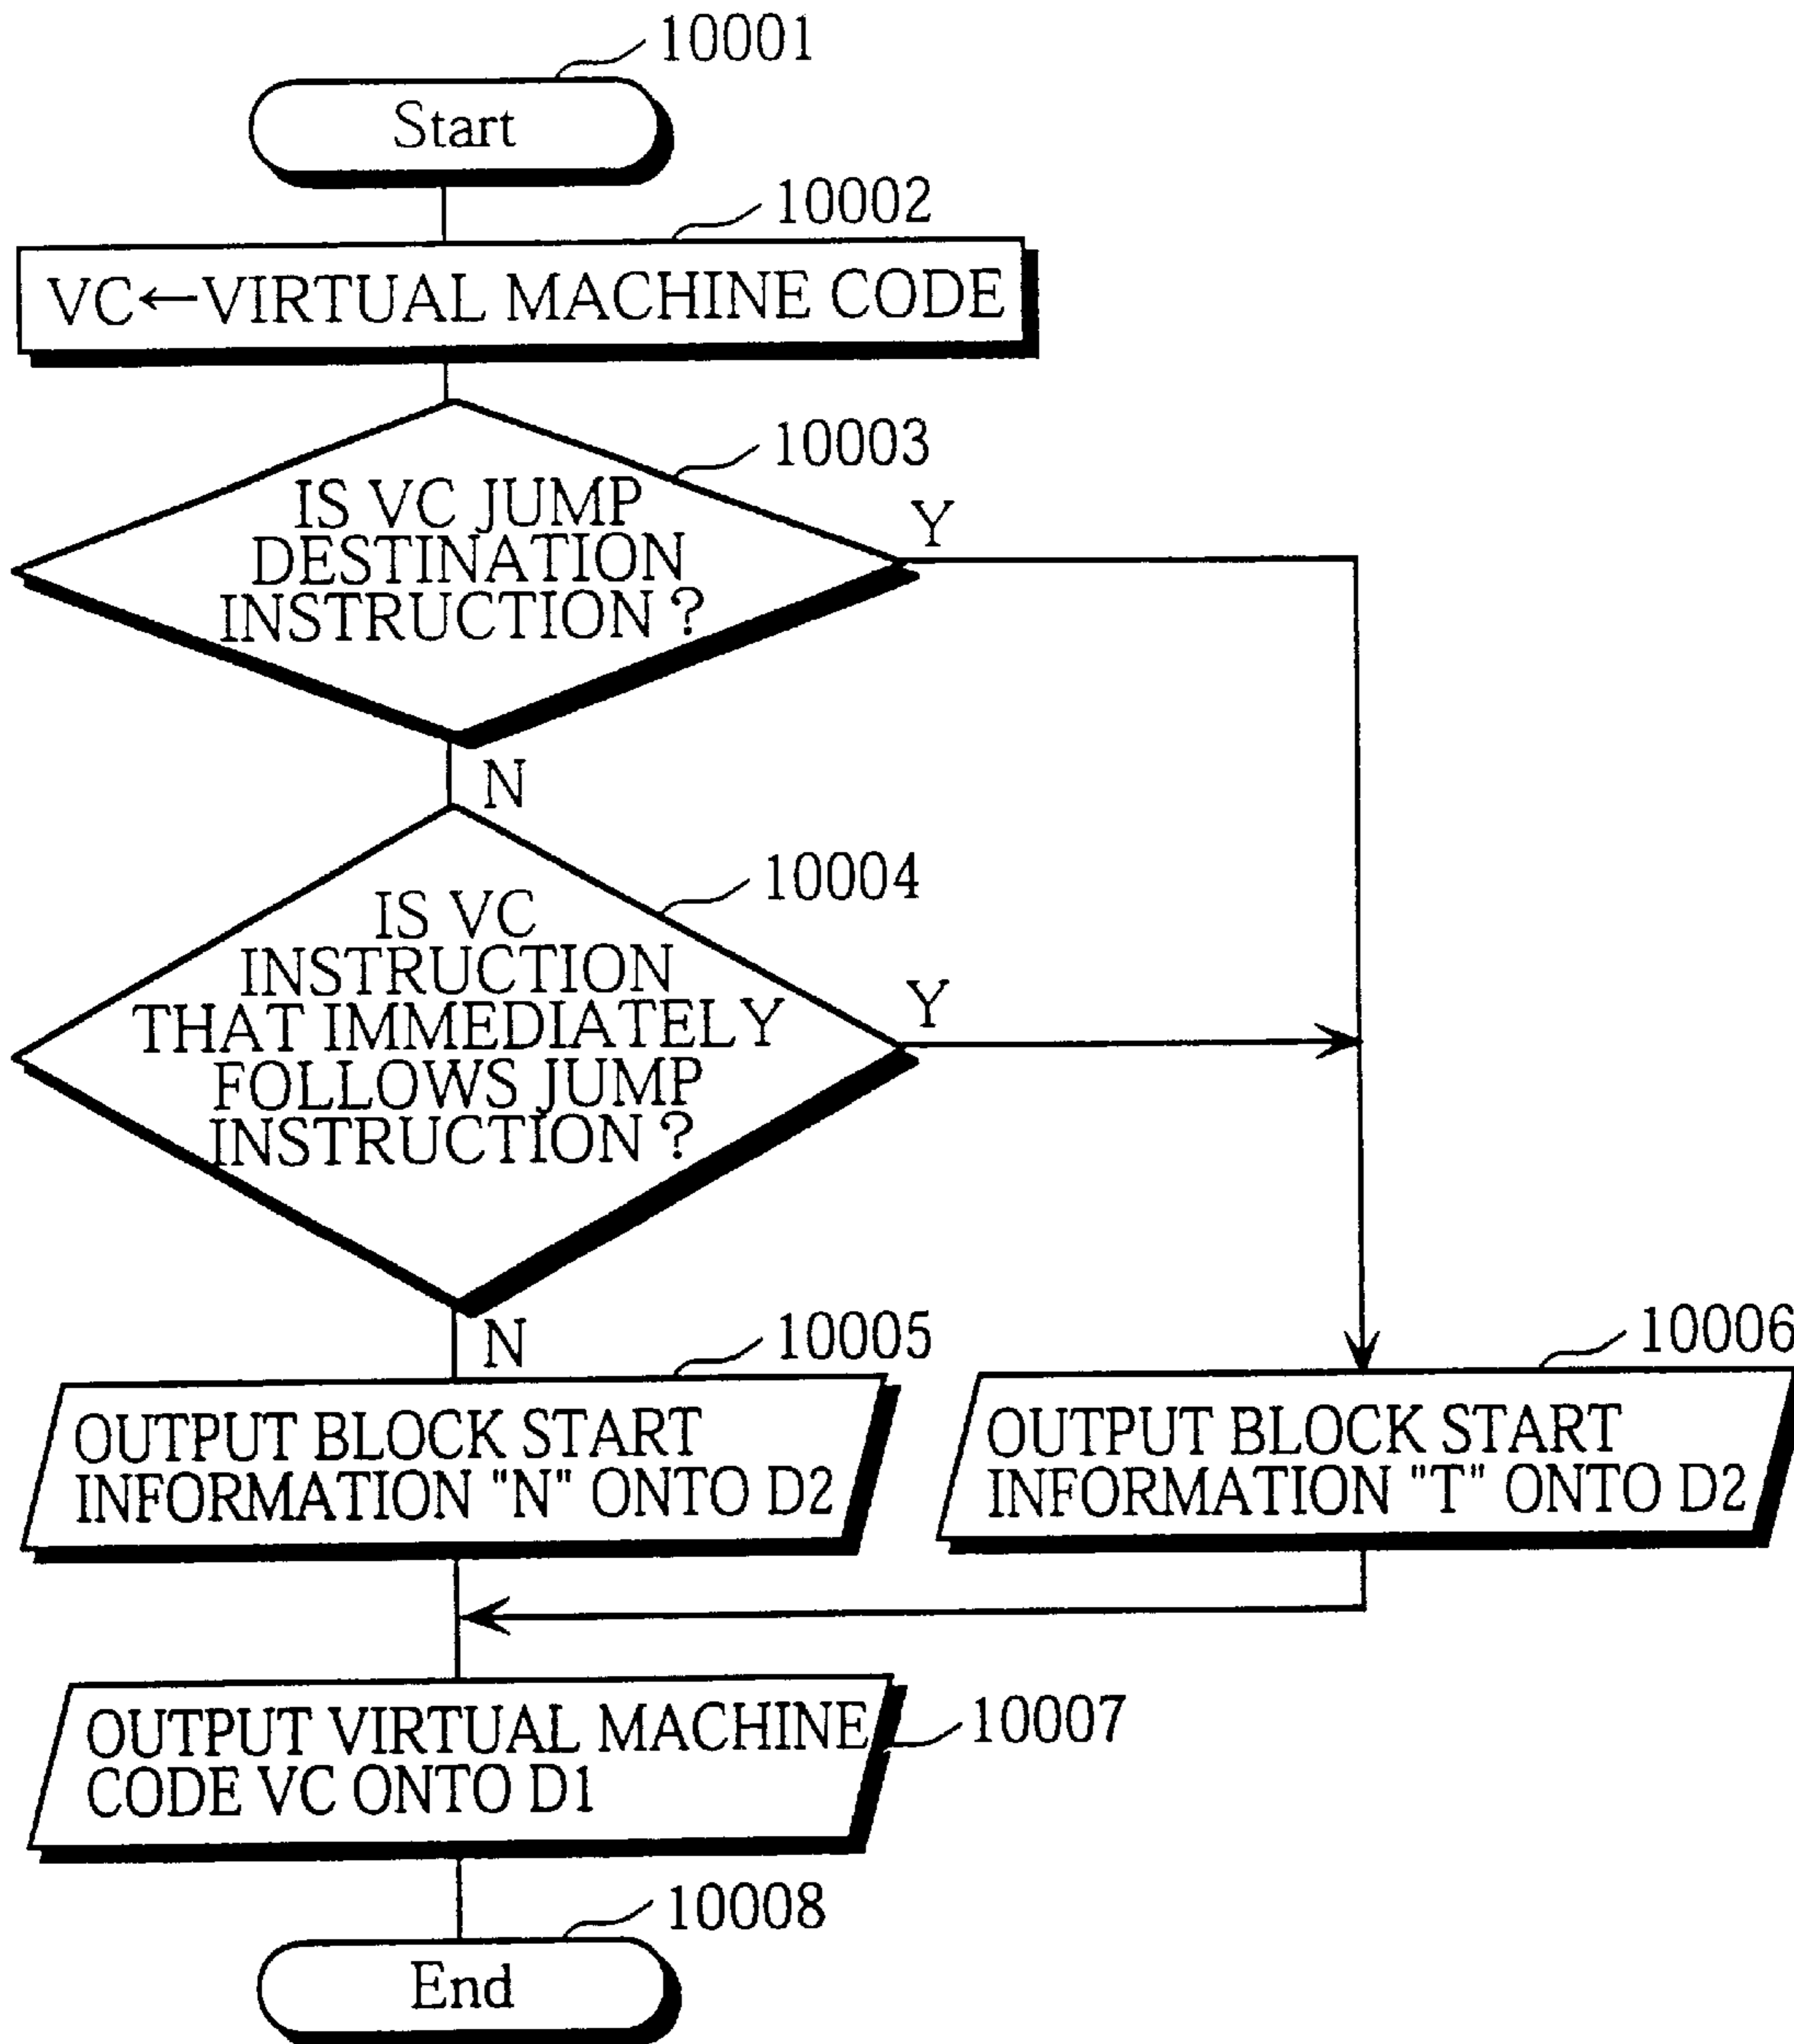 10001
Start
10002
VC←VIRTUAL MACHINE CODE
10003
IS VC JUMP
DESTINATION
INSTRUCTION ?
Y
N
10004
IS VC
INSTRUCTION
THAT IMMEDIATELY
FOLLOWS JUMP
INSTRUCTION ?
Y
N
10005
OUTPUT BLOCK START
INFORMATION "N" ONTO D2
10006
OUTPUT BLOCK START
INFORMATION "T" ONTO D2
OUTPUT VIRTUAL MACHINE
CODE VC ONTO D1
10007
10008
End